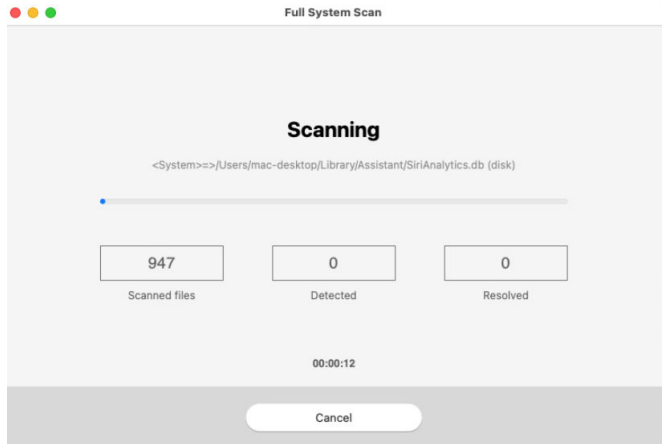 Full System Scan
Scanning
<System>=>/Users/mac-desktop/Library/Assistant/SiriAnalytics.db (disk)
947
0
0
Scanned files
Detected
Resolved
00:00:12
Cancel